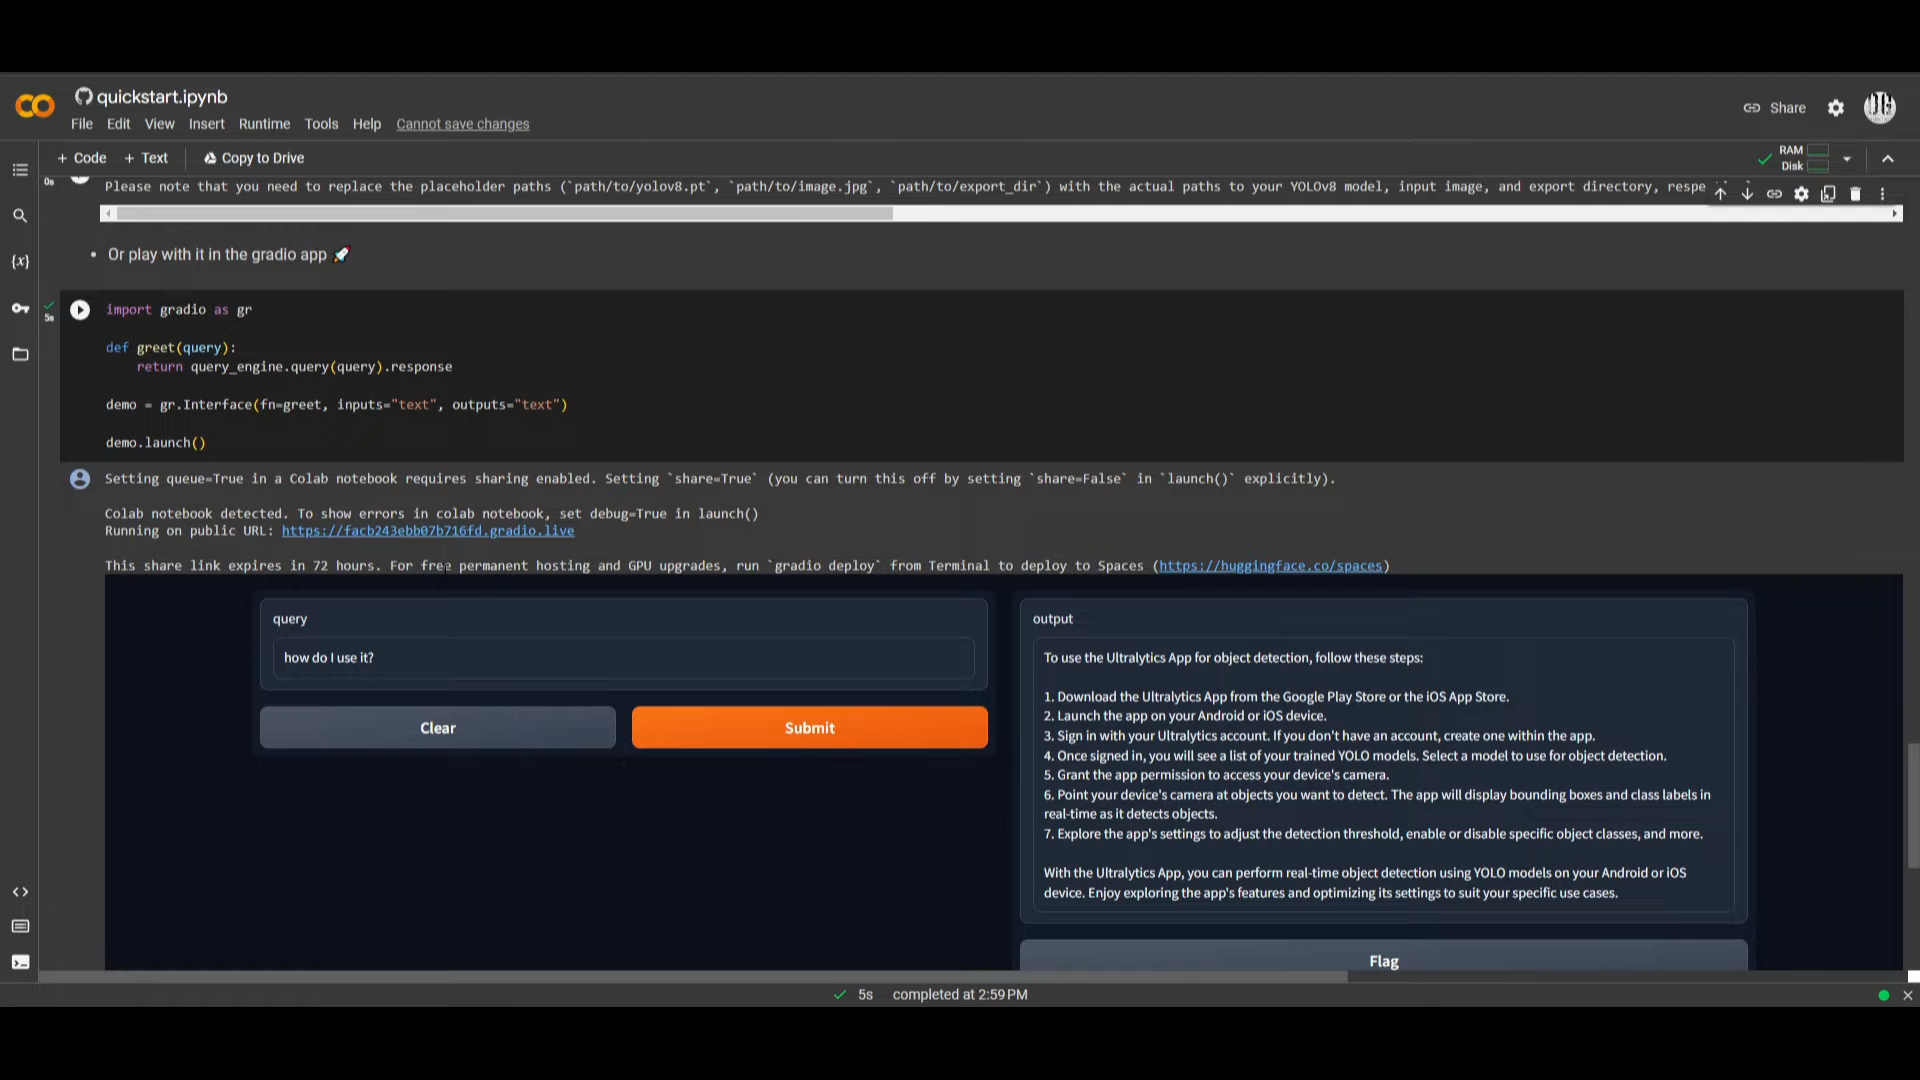 quickstart.ipynb
File Edit View Insert Runtime Tools Help Cannot save changes
Share
+ Code + Text Copy to Drive
RAM
Disk
0s
Please note that you need to replace the placeholder paths (`path/to/yolov8.pt`, `path/to/image.jpg`, `path/to/export_dir`) with the actual paths to your YOLOv8 model, input image, and export directory, respe
• Or play with it in the gradio app 🚀
{x}
5s
import gradio as gr
def greet(query):
return query_engine.query(query).response
demo = gr.Interface(fn=greet, inputs="text", outputs="text")
demo.launch()
Setting queue=True in a Colab notebook requires sharing enabled. Setting `share=True` (you can turn this off by setting `share=False` in `launch()` explicitly).
Colab notebook detected. To show errors in colab notebook, set debug=True in launch()
Running on public URL: https://facb243ebb07b716fd.gradio.live
This share link expires in 72 hours. For free permanent hosting and GPU upgrades, run `gradio deploy` from Terminal to deploy to Spaces (https://huggingface.co/spaces)
query
how do I use it?
Clear
Submit
output
To use the Ultralytics App for object detection, follow these steps:
1. Download the Ultralytics App from the Google Play Store or the iOS App Store.
2. Launch the app on your Android or iOS device.
3. Sign in with your Ultralytics account. If you don't have an account, create one within the app.
4. Once signed in, you will see a list of your trained YOLO models. Select a model to use for object detection.
5. Grant the app permission to access your device's camera.
6. Point your device's camera at objects you want to detect. The app will display bounding boxes and class labels in
real-time as it detects objects.
7. Explore the app's settings to adjust the detection threshold, enable or disable specific object classes, and more.
With the Ultralytics App, you can perform real-time object detection using YOLO models on your Android or iOS
device. Enjoy exploring the app's features and optimizing its settings to suit your specific use cases.
Flag
5s completed at 2:59 PM